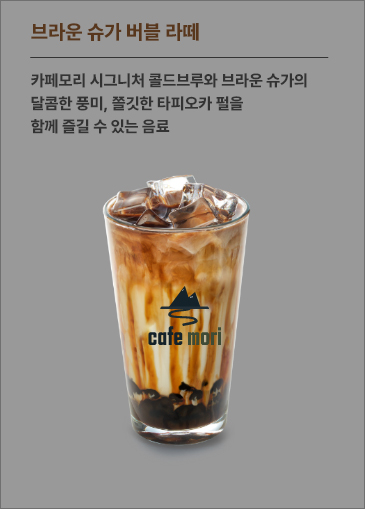 브라운 슈가 버블 라떼
카페모리 시그니처 콜드브루와 브라운 슈가의
달콤한 풍미, 쫄깃한 타피오카 펄을
함께 즐길 수 있는 음료
cafe mori